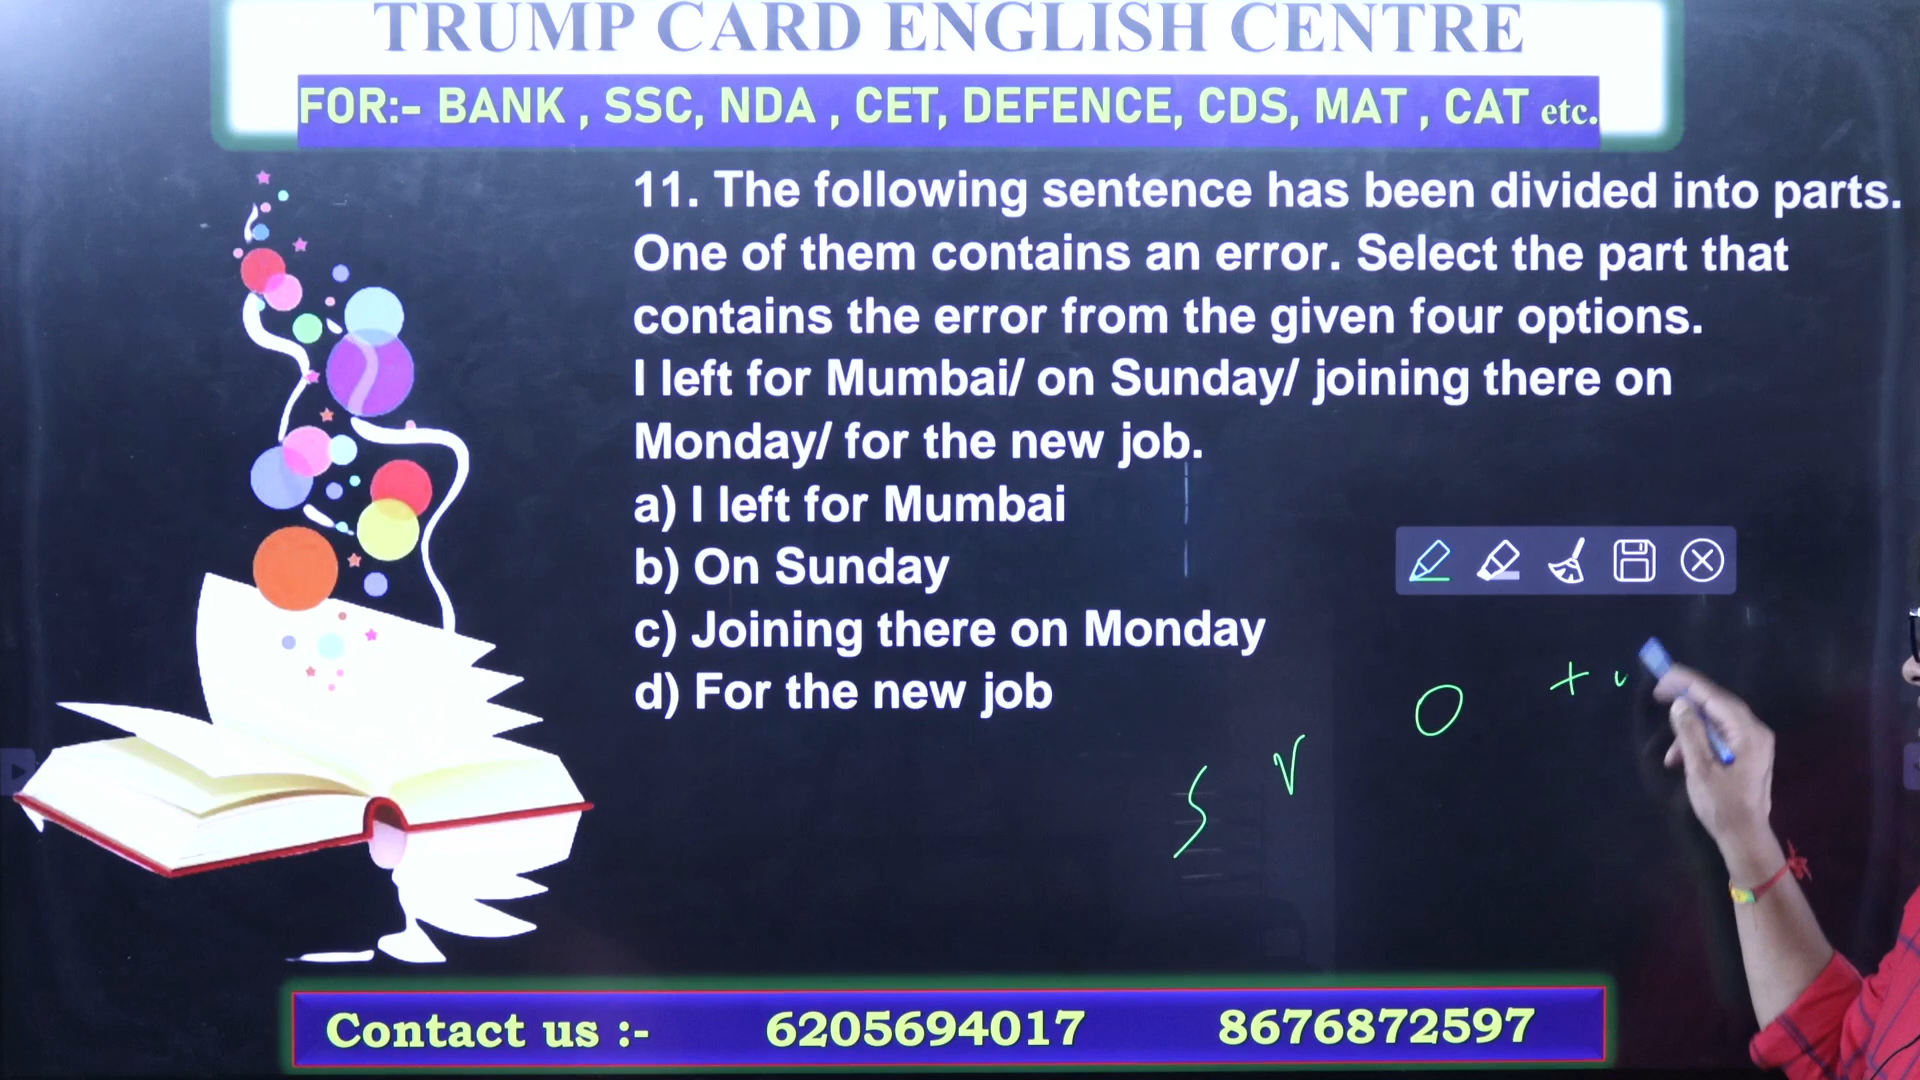 TRUMP CARD ENGLISH CENTRE
FOR:- BANK , SSC, NDA , CET, DEFENCE, CDS, MAT , CAT etc.
11. The following sentence has been divided into parts.
One of them contains an error. Select the part that
contains the error from the given four options.
I left for Mumbai/ on Sunday/ joining there on
Monday/ for the new job.
a) I left for Mumbai
b) On Sunday
c) Joining there on Monday
d) For the new job
S V O +
Contact us :- 6205694017 8676872597